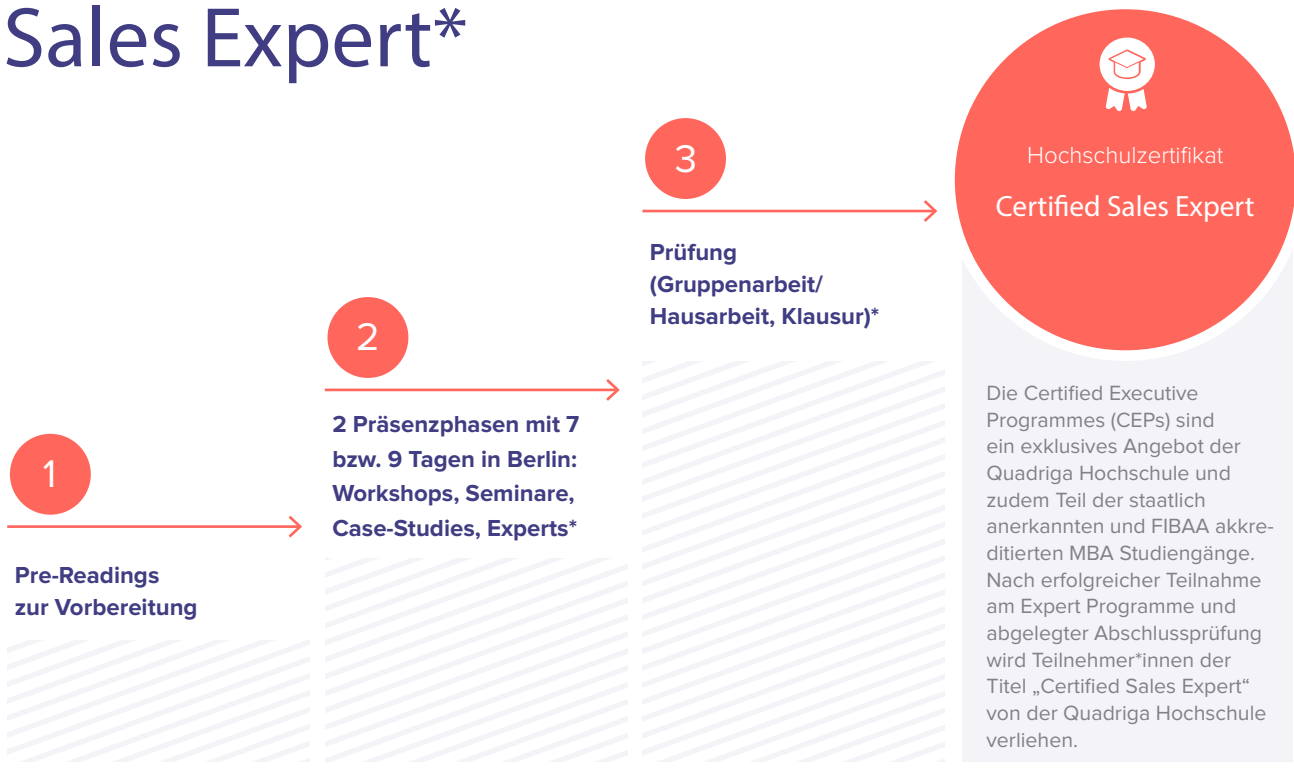 Sales Expert*
1
Pre-Readings
zur Vorbereitung
2
2 Präsenzphasen mit 7
bzw. 9 Tagen in Berlin:
Workshops, Seminare,
Case-Studies, Experts*
3
Prüfung
(Gruppenarbeit/
Hausarbeit, Klausur)*
Hochschulzertifikat
Certified Sales Expert
Die Certified Executive
Programmes (CEPs) sind
ein exklusives Angebot der
Quadriga Hochschule und
zudem Teil der staatlich
anerkannten und FIBAA akkre-
ditierten MBA Studiengänge.
Nach erfolgreicher Teilnahme
am Expert Programme und
abgelegter Abschlussprüfung
wird Teilnehmer*innen der
Titel „Certified Sales Expert“
von der Quadriga Hochschule
verliehen.